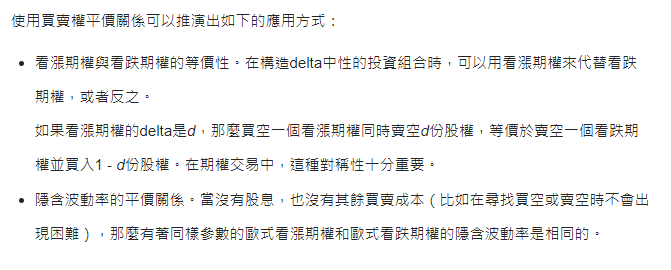 使用買賣權平價關係可以推演出如下的應用方式：
• 看漲期權與看跌期權的等價性。在構造delta中性的投資組合時，可以用看漲期權來代替看跌
期權，或者反之。
如果看漲期權的delta是d，那麼買空一個看漲期權同時賣空d份股權，等價於賣空一個看跌期
權並買入1 - d份股權。在期權交易中，這種對稱性十分重要。
• 隱含波動率的平價關係。當沒有股息，也沒有其餘買賣成本（比如在尋找買空或賣空時不會出
現困難），那麼有著同樣參數的歐式看漲期權和歐式看跌期權的隱含波動率是相同的。